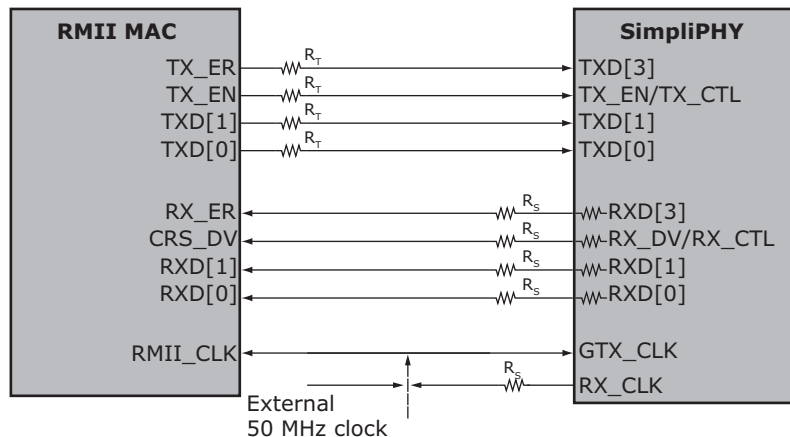 RMII MAC
SimpliPHY
TX_ER
R_T
TXD[3]
TX_EN
R_T
TX_EN/TX_CTL
TXD[1]
R_T
TXD[1]
TXD[0]
R_T
TXD[0]
RX_ER
R_S
RXD[3]
CRS_DV
R_S
RX_DV/RX_CTL
RXD[1]
R_S
RXD[1]
RXD[0]
R_S
RXD[0]
RMII_CLK
GTX_CLK
R_S
RX_CLK
External
50 MHz clock